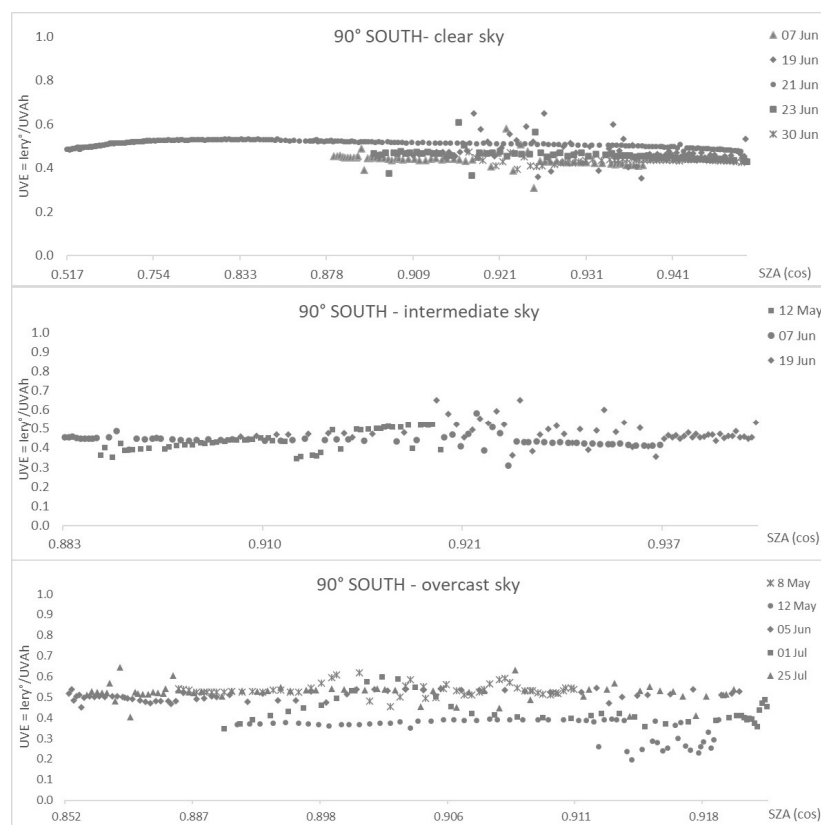 90° SOUTH- clear sky
UVE = Iery°/UVAh
1.0
0.8
0.6
0.4
0.2
0.0
0.517 0.754 0.833 0.878 0.909 0.921 0.931 0.941 SZA (cos)
07 Jun
19 Jun
21 Jun
23 Jun
30 Jun
90° SOUTH - intermediate sky
UVE = Iery°/UVAh
1.0
0.9
0.8
0.7
0.6
0.5
0.4
0.3
0.2
0.1
0.0
0.883 0.910 0.921 0.937 SZA (cos)
12 May
07 Jun
19 Jun
90° SOUTH - overcast sky
UVE = Iery°/UVAh
1.0
0.9
0.8
0.7
0.6
0.5
0.4
0.3
0.2
0.1
0.0
0.852 0.887 0.898 0.906 0.911 0.918 SZA (cos)
8 May
12 May
05 Jun
01 Jul
25 Jul